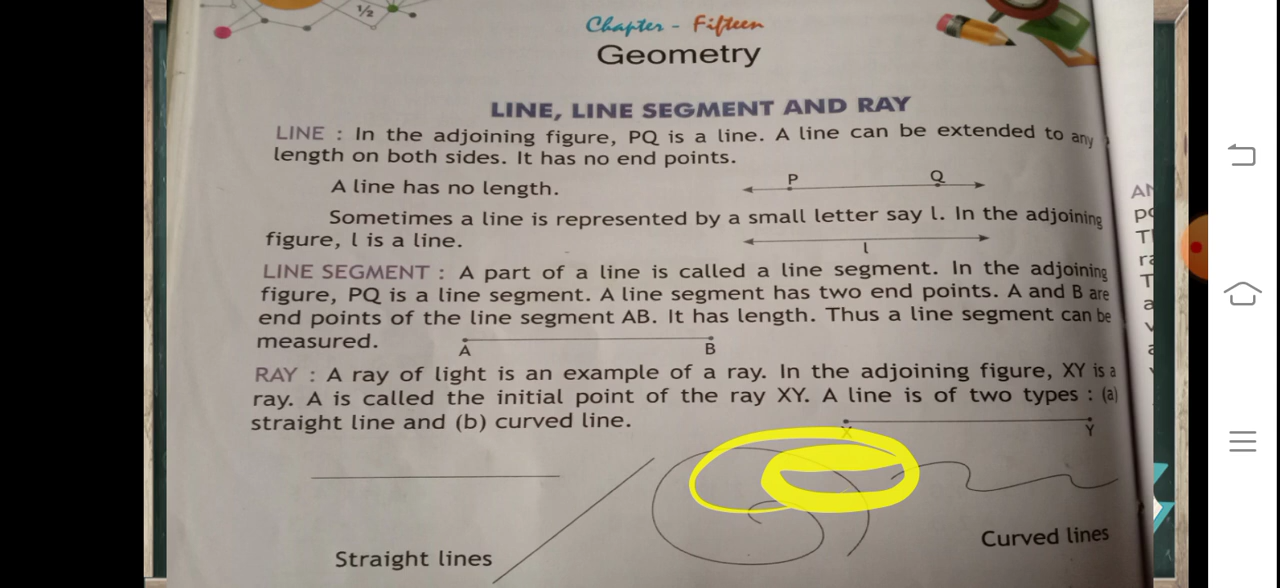 1/2
Chapter - Fifteen
Geometry
LINE, LINE SEGMENT AND RAY
LINE : In the adjoining figure, PQ is a line. A line can be extended to any
length on both sides. It has no end points.
A line has no length.
P Q
Sometimes a line is represented by a small letter say l. In the adjoining
figure, l is a line.
l
LINE SEGMENT : A part of a line is called a line segment. In the adjoining
figure, PQ is a line segment. A line segment has two end points. A and B are
end points of the line segment AB. It has length. Thus a line segment can be
measured.
A B
RAY : A ray of light is an example of a ray. In the adjoining figure, XY is a
ray. A is called the initial point of the ray XY. A line is of two types : (a)
straight line and (b) curved line.
X Y
Straight lines
Curved lines